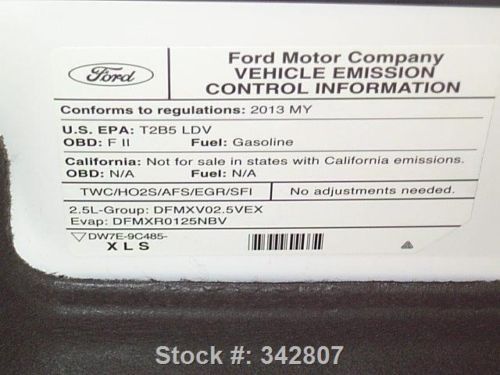 Ford
Ford Motor Company
VEHICLE EMISSION
CONTROL INFORMATION
Conforms to regulations: 2013 MY
U.S. EPA: T2B5 LDV
OBD: F II Fuel: Gasoline
California: Not for sale in states with California emissions.
OBD: N/A Fuel: N/A
TWC/HO2S/AFS/EGR/SFI No adjustments needed.
2.5L-Group: DFMXV02.5VEX
Evap: DFMXR0125NBV
DW7E-9C485-
X L S
Stock #: 342807